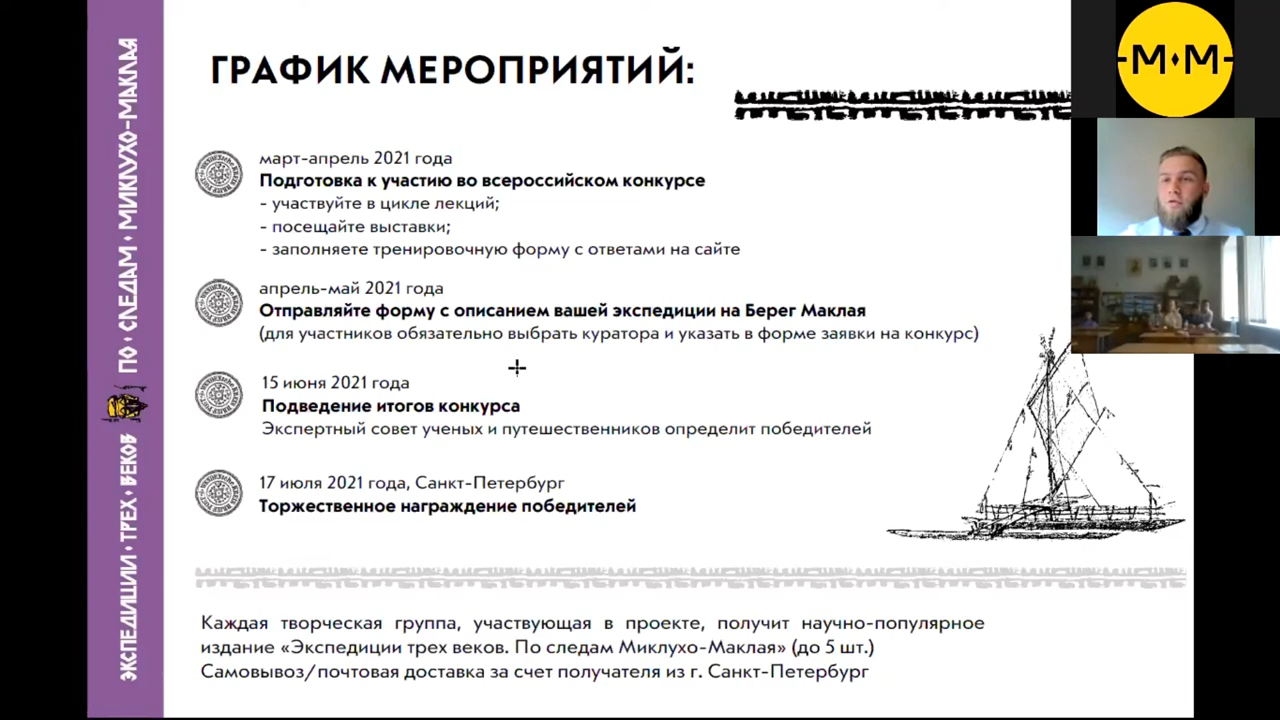 ГРАФИК МЕРОПРИЯТИЙ:
март-апрель 2021 года
Подготовка к участию во всероссийском конкурсе
- участвуйте в цикле лекций;
- посещайте выставки;
- заполняете тренировочную форму с ответами на сайте
апрель-май 2021 года
Отправляйте форму с описанием вашей экспедиции на Берег Маклая
(для участников обязательно выбрать куратора и указать в форме заявки на конкурс)
15 июня 2021 года
Подведение итогов конкурса
Экспертный совет ученых и путешественников определит победителей
17 июля 2021 года, Санкт-Петербург
Торжественное награждение победителей
Каждая творческая группа, участвующая в проекте, получит научно-популярное
издание «Экспедиции трех веков. По следам Миклухо-Маклая» (до 5 шт.)
Самовывоз/почтовая доставка за счет получателя из г. Санкт-Петербург
ЭКСПЕДИЦИИ · ТРЕХ · ВЕКОВ
ПО · СЛЕДАМ · МИКЛУХО-МАКЛАЯ
М·М